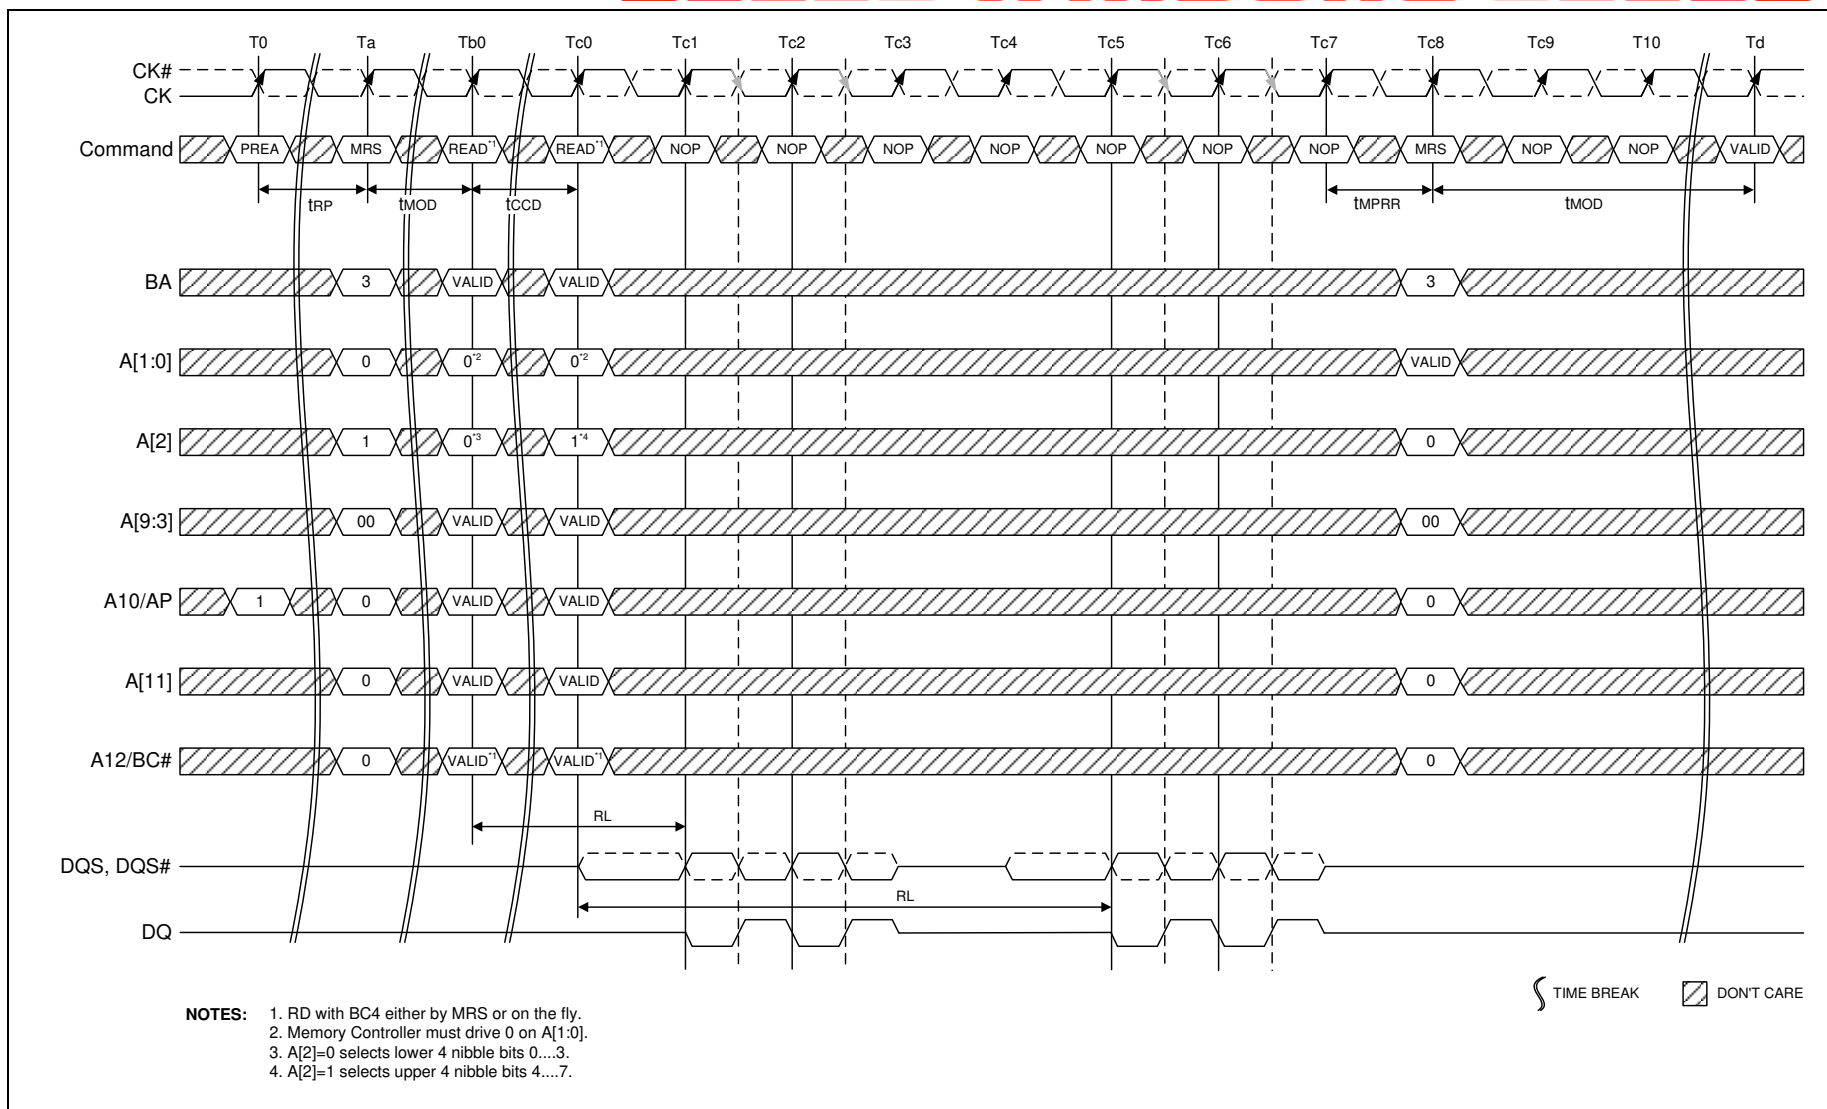 T0 Ta Tb0 Tc0 Tc1 Tc2 Tc3 Tc4 Tc5 Tc6 Tc7 Tc8 Tc9 T10 Td
CK#
CK
Command PREA MRS READ*1 READ*1 NOP NOP NOP NOP NOP NOP NOP MRS NOP NOP VALID
tRP tMOD tCCD tMPRR tMOD
BA 3 VALID VALID 3
A[1:0] 0 0*2 0*2 VALID
A[2] 1 0*3 1*4 0
A[9:3] 00 VALID VALID 00
A10/AP 1 0 VALID VALID 0
A[11] 0 VALID VALID 0
A12/BC# 0 VALID*1 VALID*1 0
RL
DQS, DQS#
RL
DQ
TIME BREAK DON'T CARE
NOTES: 1. RD with BC4 either by MRS or on the fly.
2. Memory Controller must drive 0 on A[1:0].
3. A[2]=0 selects lower 4 nibble bits 0....3.
4. A[2]=1 selects upper 4 nibble bits 4....7.